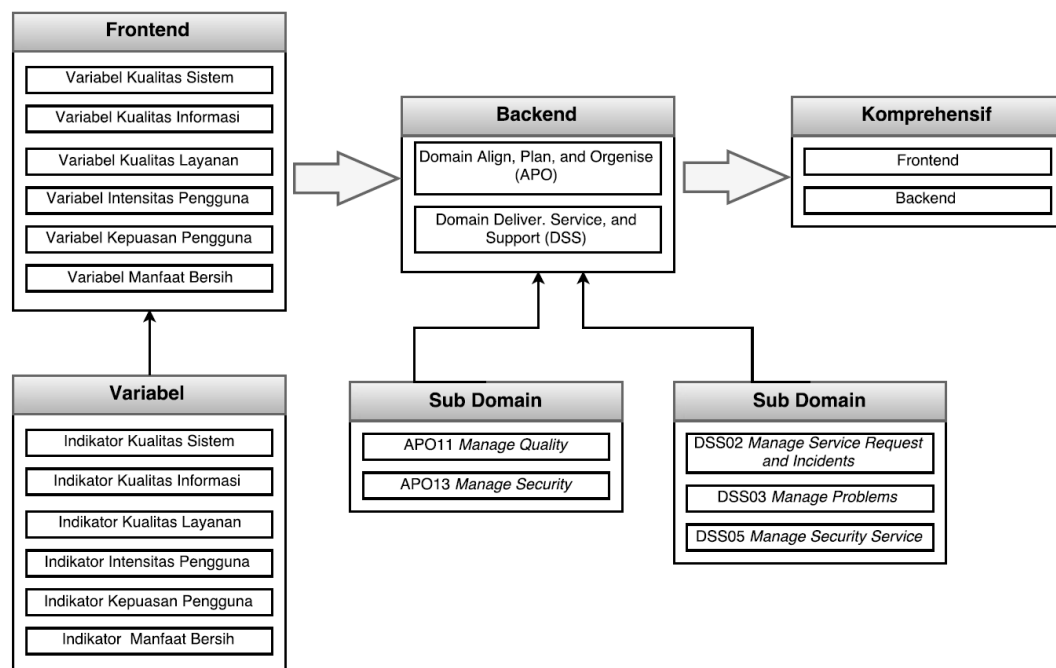 Frontend
Variabel Kualitas Sistem
Variabel Kualitas Informasi
Variabel Kualitas Layanan
Variabel Intensitas Pengguna
Variabel Kepuasan Pengguna
Variabel Manfaat Bersih
Backend
Domain Align, Plan, and Orgenise
(APO)
Domain Deliver. Service, and
Support (DSS)
Komprehensif
Frontend
Backend
Variabel
Indikator Kualitas Sistem
Indikator Kualitas Informasi
Indikator Kualitas Layanan
Indikator Intensitas Pengguna
Indikator Kepuasan Pengguna
Indikator Manfaat Bersih
Sub Domain
APO11 Manage Quality
APO13 Manage Security
Sub Domain
DSS02 Manage Service Request
and Incidents
DSS03 Manage Problems
DSS05 Manage Security Service